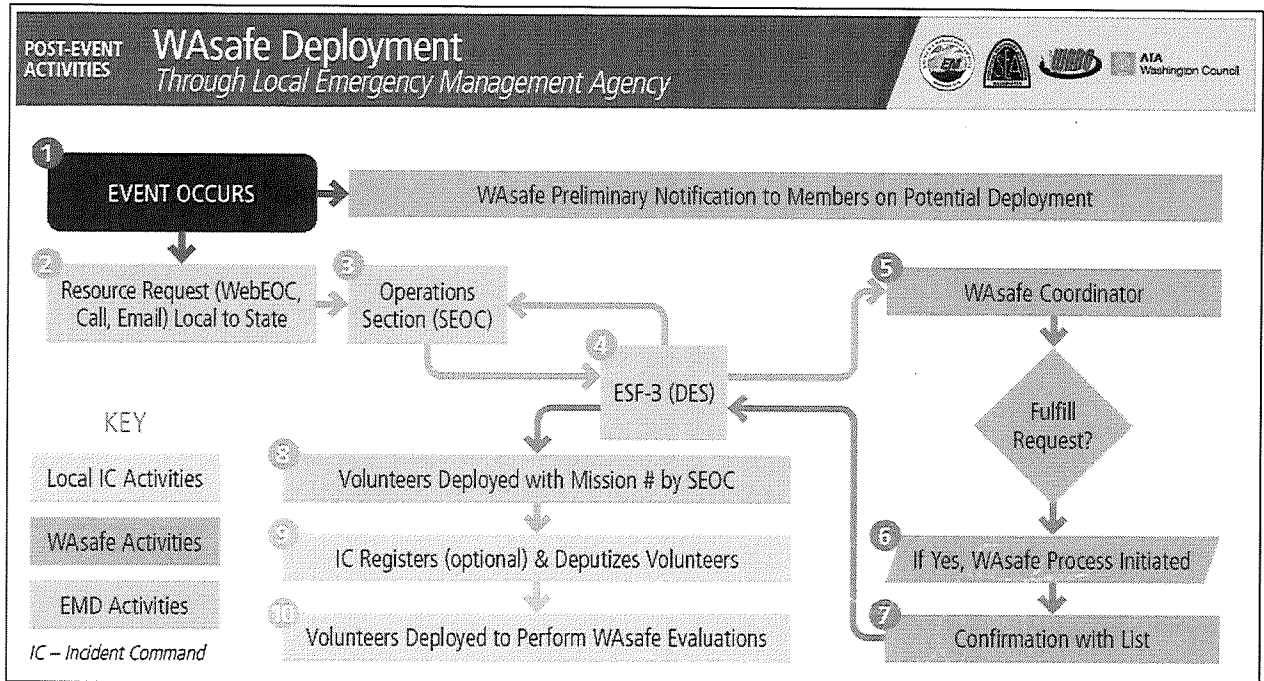 POST-EVENT
ACTIVITIES
WAsafe Deployment
Through Local Emergency Management Agency
EM
WABO
AIA
Washington Council
1
EVENT OCCURS
WAsafe Preliminary Notification to Members on Potential Deployment
2
Resource Request (WebEOC,
Call, Email) Local to State
3
Operations
Section (SEOC)
4
ESF-3 (DES)
5
WAsafe Coordinator
Fulfill
Request?
6
If Yes, WAsafe Process Initiated
7
Confirmation with List
8
Volunteers Deployed with Mission # by SEOC
9
IC Registers (optional) & Deputizes Volunteers
10
Volunteers Deployed to Perform WAsafe Evaluations
KEY
Local IC Activities
WAsafe Activities
EMD Activities
IC – Incident Command